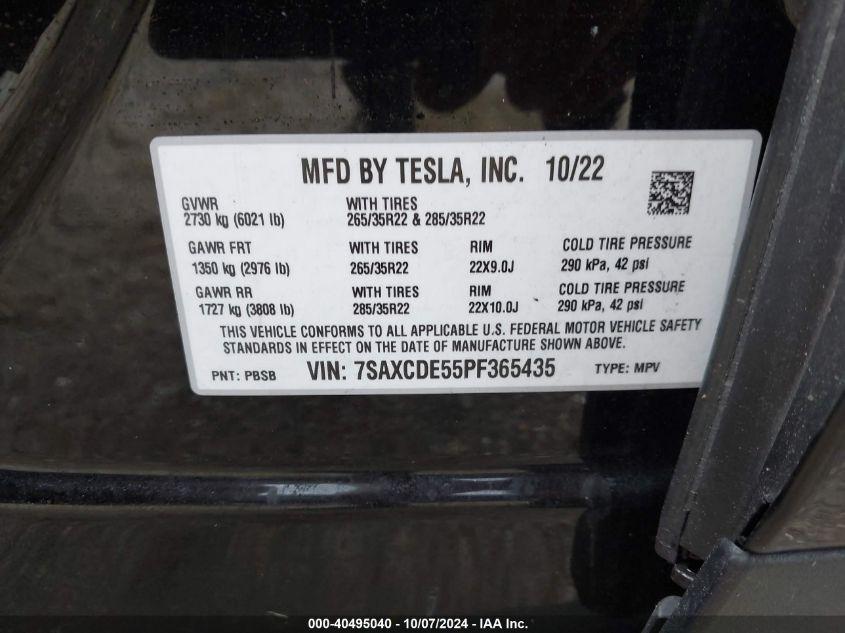 MFD BY TESLA, INC. 10/22
GVWR WITH TIRES
2730 kg (6021 lb) 265/35R22 & 285/35R22
GAWR FRT WITH TIRES RIM COLD TIRE PRESSURE
1350 kg (2976 lb) 265/35R22 22X9.0J 290 kPa, 42 psi
GAWR RR WITH TIRES RIM COLD TIRE PRESSURE
1727 kg (3808 lb) 285/35R22 22X10.0J 290 kPa, 42 psi
THIS VEHICLE CONFORMS TO ALL APPLICABLE U.S. FEDERAL MOTOR VEHICLE SAFETY
STANDARDS IN EFFECT ON THE DATE OF MANUFACTURE SHOWN ABOVE.
PNT: PBSB VIN: 7SAXCDE55PF365435 TYPE: MPV
000-40495040 - 10/07/2024 - IAA Inc.